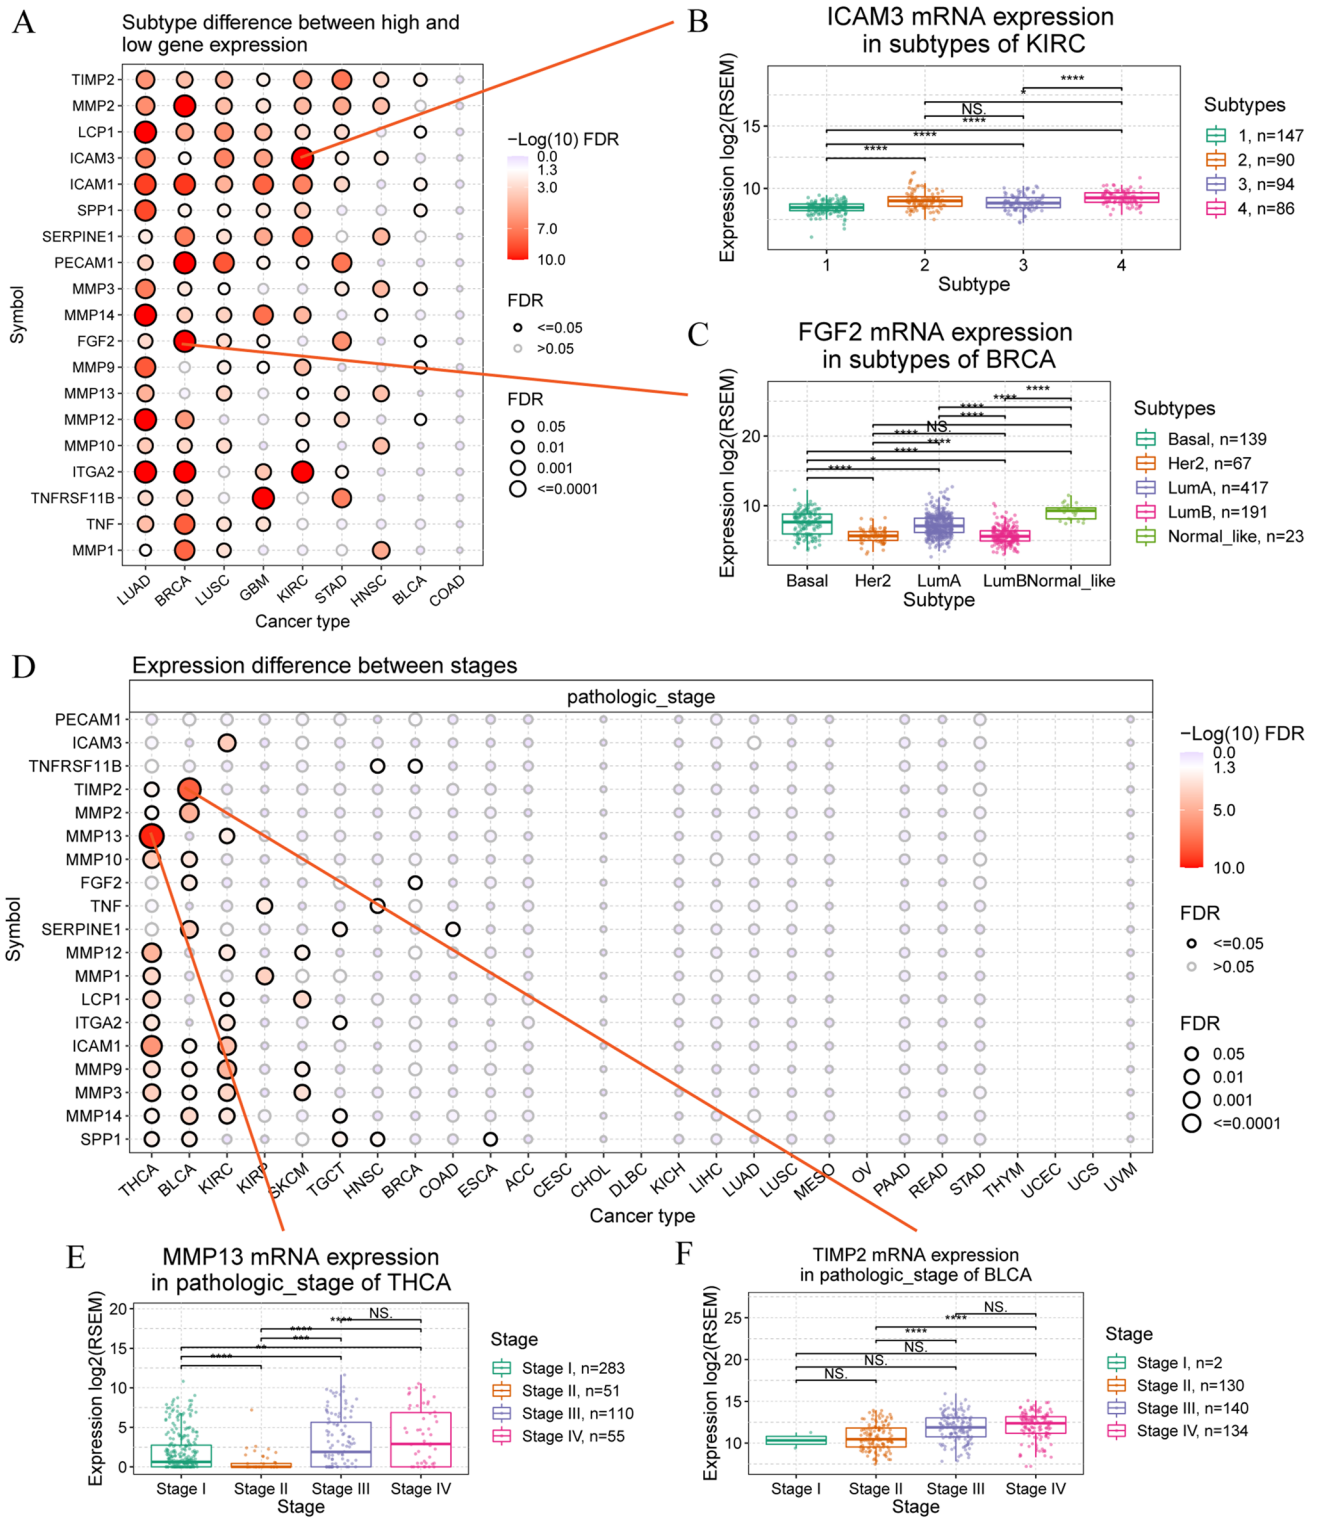 A
Subtype difference between high and
low gene expression
TIMP2
MMP2
LCP1
ICAM3
ICAM1
SPP1
SERPINE1
PECAM1
MMP3
MMP14
FGF2
MMP9
MMP13
MMP12
MMP10
ITGA2
TNFRSF11B
TNF
MMP1
Symbol
LUAD
BRCA
LUSC
GBM
KIRC
STAD
HNSC
BLCA
COAD
Cancer type
−Log(10) FDR
0.0
1.3
3.0
7.0
10.0
FDR
<=0.05
>0.05
FDR
0.05
0.01
0.001
<=0.0001
B
ICAM3 mRNA expression
in subtypes of KIRC
Expression log2(RSEM)
15
10
****
*
NS.
****
****
****
1
2
3
4
Subtype
Subtypes
1, n=147
2, n=90
3, n=94
4, n=86
C
FGF2 mRNA expression
in subtypes of BRCA
Expression log2(RSEM)
20
10
****
****
****
****
NS.
****
****
****
*
****
Basal
Her2
LumA
LumB
Normal_like
Subtype
Subtypes
Basal, n=139
Her2, n=67
LumA, n=417
LumB, n=191
Normal_like, n=23
D
Expression difference between stages
pathologic_stage
PECAM1
ICAM3
TNFRSF11B
TIMP2
MMP2
MMP13
MMP10
FGF2
TNF
SERPINE1
MMP12
MMP1
LCP1
ITGA2
ICAM1
MMP9
MMP3
MMP14
SPP1
Symbol
THCA
BLCA
KIRC
KIRP
SKCM
TGCT
HNSC
BRCA
COAD
ESCA
ACC
CESC
CHOL
DLBC
KICH
LIHC
LUAD
LUSC
MESO
OV
PAAD
READ
STAD
THYM
UCEC
UCS
UVM
Cancer type
−Log(10) FDR
0.0
1.3
5.0
10.0
FDR
<=0.05
>0.05
FDR
0.05
0.01
0.001
<=0.0001
E
MMP13 mRNA expression
in pathologic_stage of THCA
Expression log2(RSEM)
20
15
10
5
0
NS.
****
****
***
**
****
Stage I
Stage II
Stage III
Stage IV
Stage
Stage
Stage I, n=283
Stage II, n=51
Stage III, n=110
Stage IV, n=55
F
TIMP2 mRNA expression
in pathologic_stage of BLCA
Expression log2(RSEM)
25
20
15
10
NS.
****
****
NS.
NS.
NS.
Stage I
Stage II
Stage III
Stage IV
Stage
Stage
Stage I, n=2
Stage II, n=130
Stage III, n=140
Stage IV, n=134